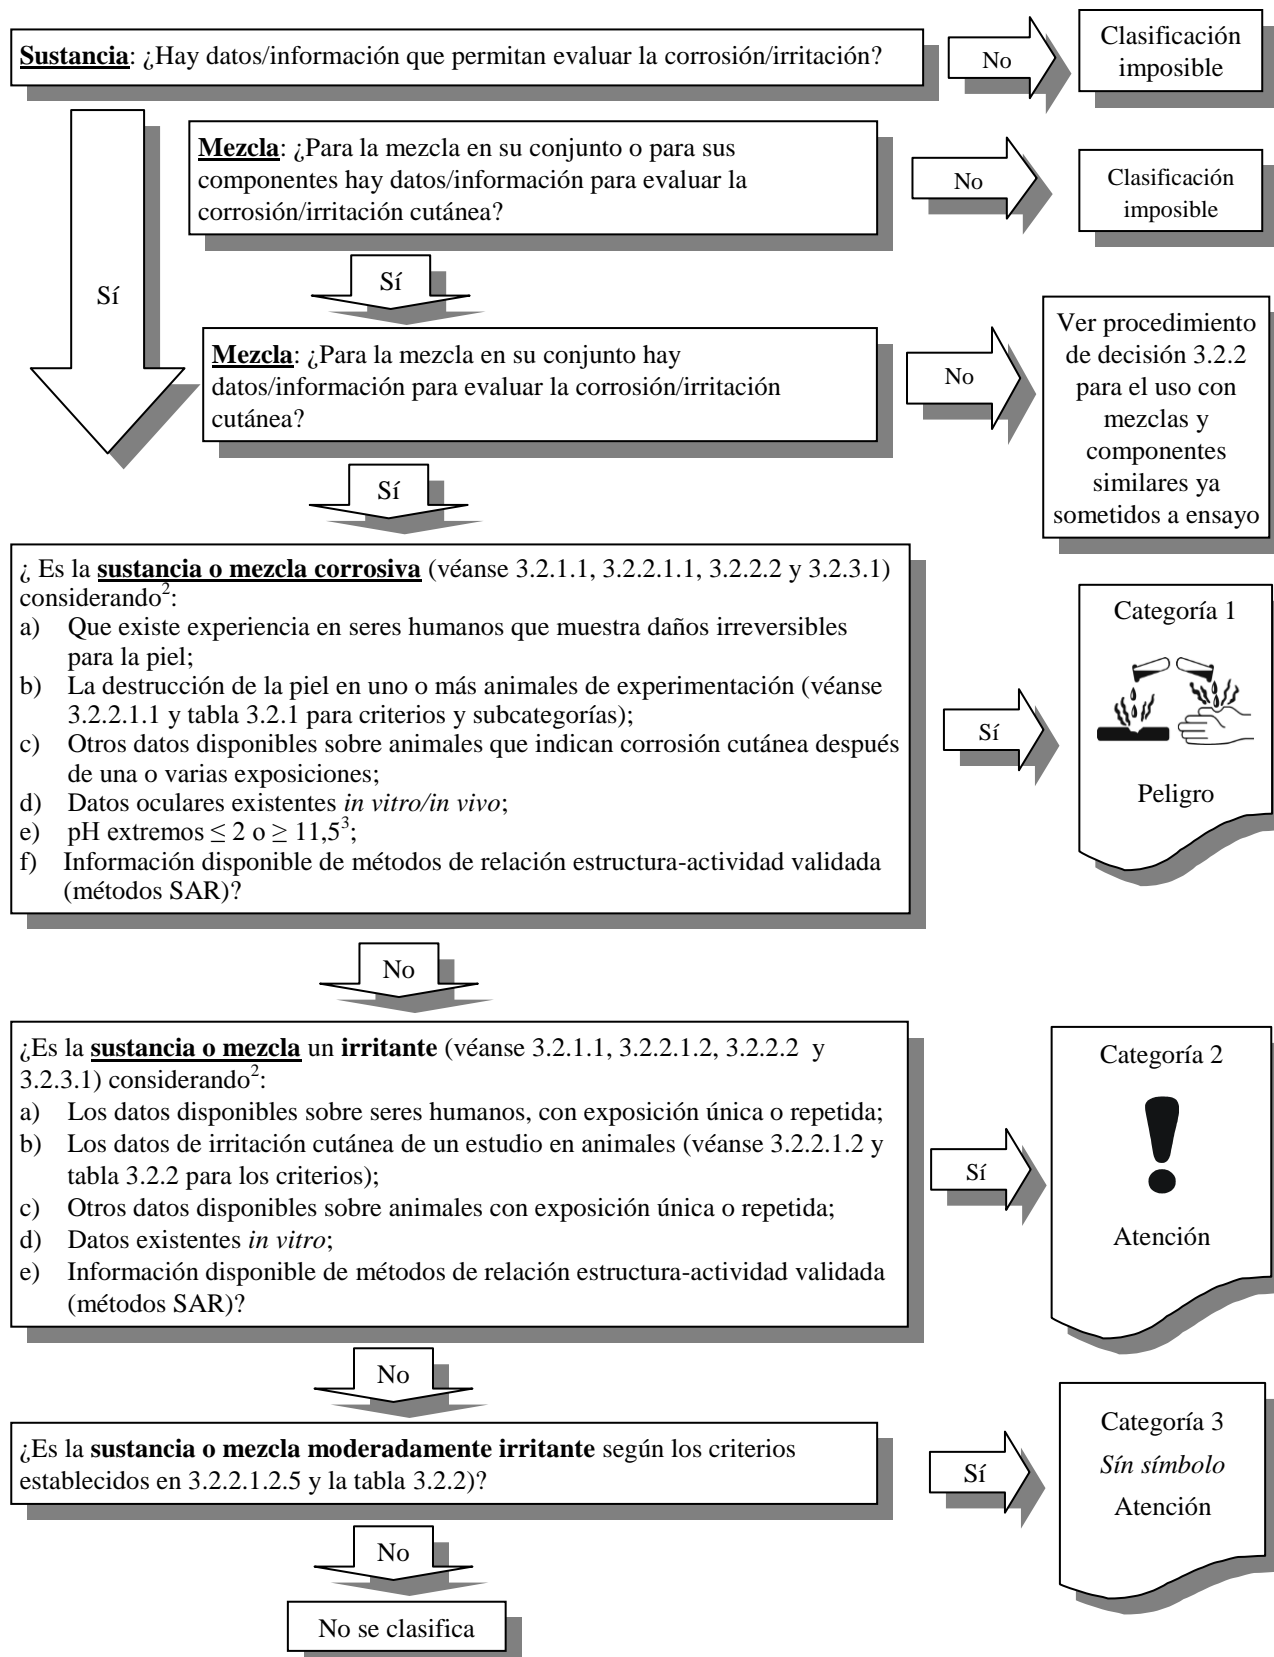 Sustancia: ¿Hay datos/información que permitan evaluar la corrosión/irritación?
No
Clasificación
imposible
Mezcla: ¿Para la mezcla en su conjunto o para sus
componentes hay datos/información para evaluar la
corrosión/irritación cutánea?
No
Clasificación
imposible
Sí
Sí
Mezcla: ¿Para la mezcla en su conjunto hay
datos/información para evaluar la corrosión/irritación
cutánea?
No
Ver procedimiento
de decisión 3.2.2
para el uso con
mezclas y
componentes
similares ya
sometidos a ensayo
Sí
¿ Es la sustancia o mezcla corrosiva (véanse 3.2.1.1, 3.2.2.1.1, 3.2.2.2 y 3.2.3.1)
considerando²:
a) Que existe experiencia en seres humanos que muestra daños irreversibles
para la piel;
b) La destrucción de la piel en uno o más animales de experimentación (véanse
3.2.2.1.1 y tabla 3.2.1 para criterios y subcategorías);
c) Otros datos disponibles sobre animales que indican corrosión cutánea después
de una o varias exposiciones;
d) Datos oculares existentes in vitro/in vivo;
e) pH extremos ≤ 2 o ≥ 11,5³;
f) Información disponible de métodos de relación estructura-actividad validada
(métodos SAR)?
Sí
Categoría 1
Peligro
No
¿Es la sustancia o mezcla un irritante (véanse 3.2.1.1, 3.2.2.1.2, 3.2.2.2 y
3.2.3.1) considerando²:
a) Los datos disponibles sobre seres humanos, con exposición única o repetida;
b) Los datos de irritación cutánea de un estudio en animales (véanse 3.2.2.1.2 y
tabla 3.2.2 para los criterios);
c) Otros datos disponibles sobre animales con exposición única o repetida;
d) Datos existentes in vitro;
e) Información disponible de métodos de relación estructura-actividad validada
(métodos SAR)?
Sí
Categoría 2
Atención
No
¿Es la sustancia o mezcla moderadamente irritante según los criterios
establecidos en 3.2.2.1.2.5 y la tabla 3.2.2)?
Sí
Categoría 3
Sín símbolo
Atención
No
No se clasifica